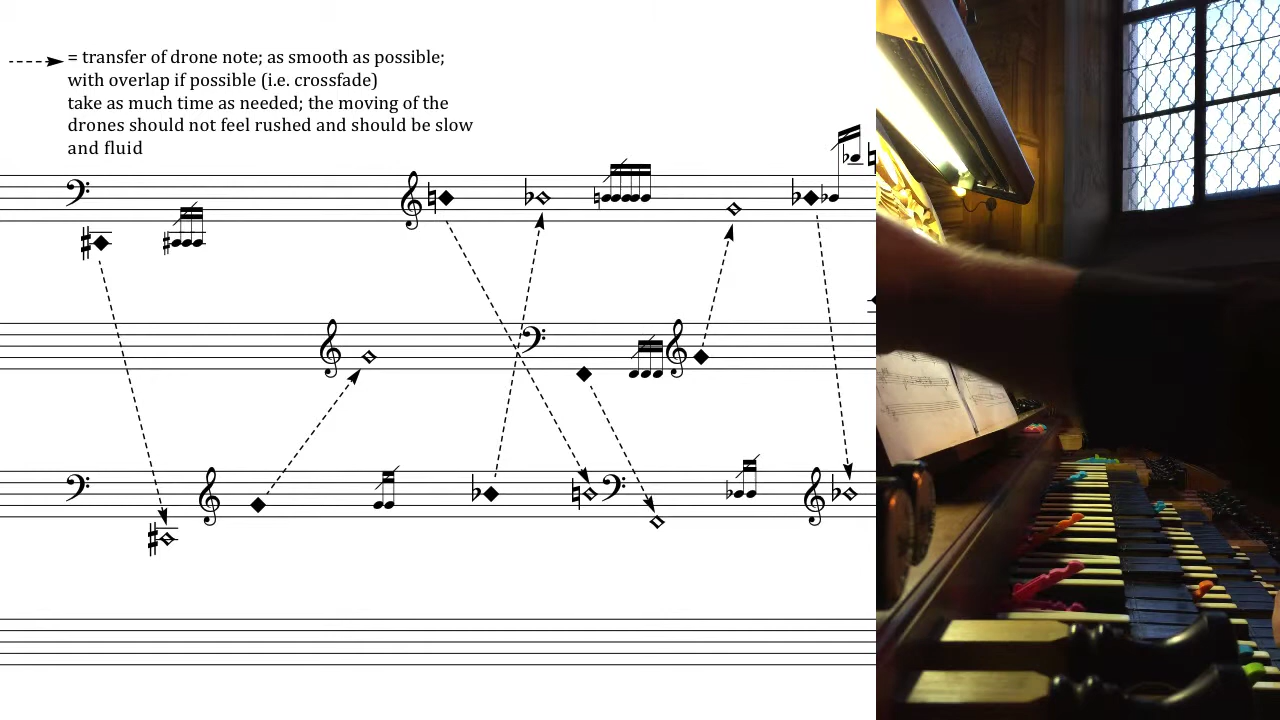 = transfer of drone note; as smooth as possible;
with overlap if possible (i.e. crossfade)
take as much time as needed; the moving of the
drones should not feel rushed and should be slow
and fluid